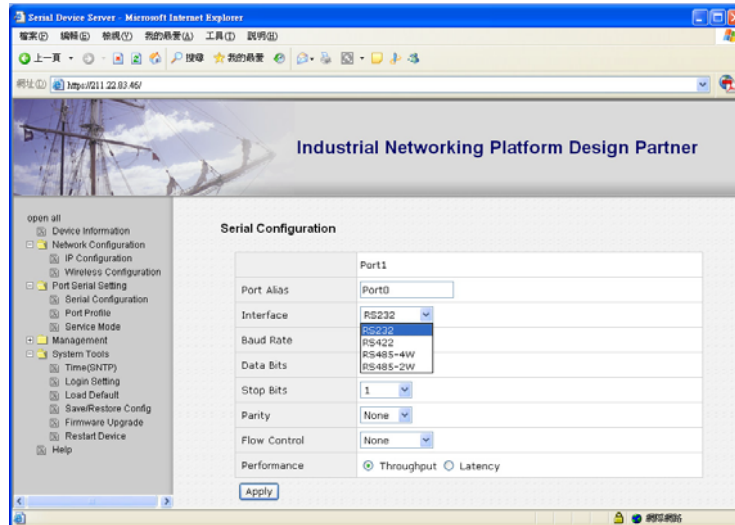 Serial Device Server - Microsoft Internet Explorer
檔案(F) 編輯(E) 檢視(V) 我的最愛(A) 工具(T) 說明(H)
上一頁 搜尋 我的最愛
網址(D) https://211.22.83.46/
Industrial Networking Platform Design Partner
open all
Device Information
Network Configuration
IP Configuration
Wireless Configuration
Port Serial Setting
Serial Configuration
Port Profile
Service Mode
Management
System Tools
Time(SNTP)
Login Setting
Load Default
Save/Restore Config
Firmware Upgrade
Restart Device
Help
Serial Configuration
Port1
Port Alias Port0
Interface RS232
RS232
RS422
RS485-4W
RS485-2W
Baud Rate
Data Bits
Stop Bits 1
Parity None
Flow Control None
Performance Throughput Latency
Apply
網際網路